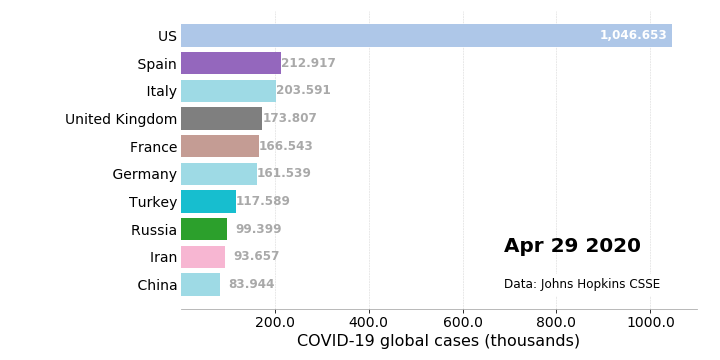 US 1,046.653
Spain 212.917
Italy 203.591
United Kingdom 173.807
France 166.543
Germany 161.539
Turkey 117.589
Russia 99.399
Iran 93.657
China 83.944
Apr 29 2020
Data: Johns Hopkins CSSE
200.0 400.0 600.0 800.0 1000.0
COVID-19 global cases (thousands)